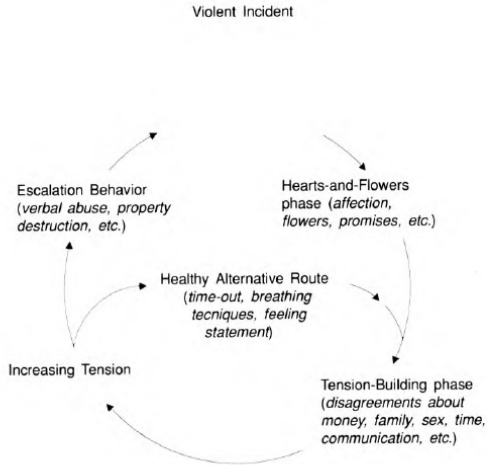 Violent Incident
Escalation Behavior
(verbal abuse, property
destruction, etc.)
Hearts-and-Flowers
phase (affection,
flowers, promises, etc.)
Healthy Alternative Route
(time-out, breathing
tecniques, feeling
statement)
Increasing Tension
Tension-Building phase
(disagreements about
money, family, sex, time,
communication, etc.)